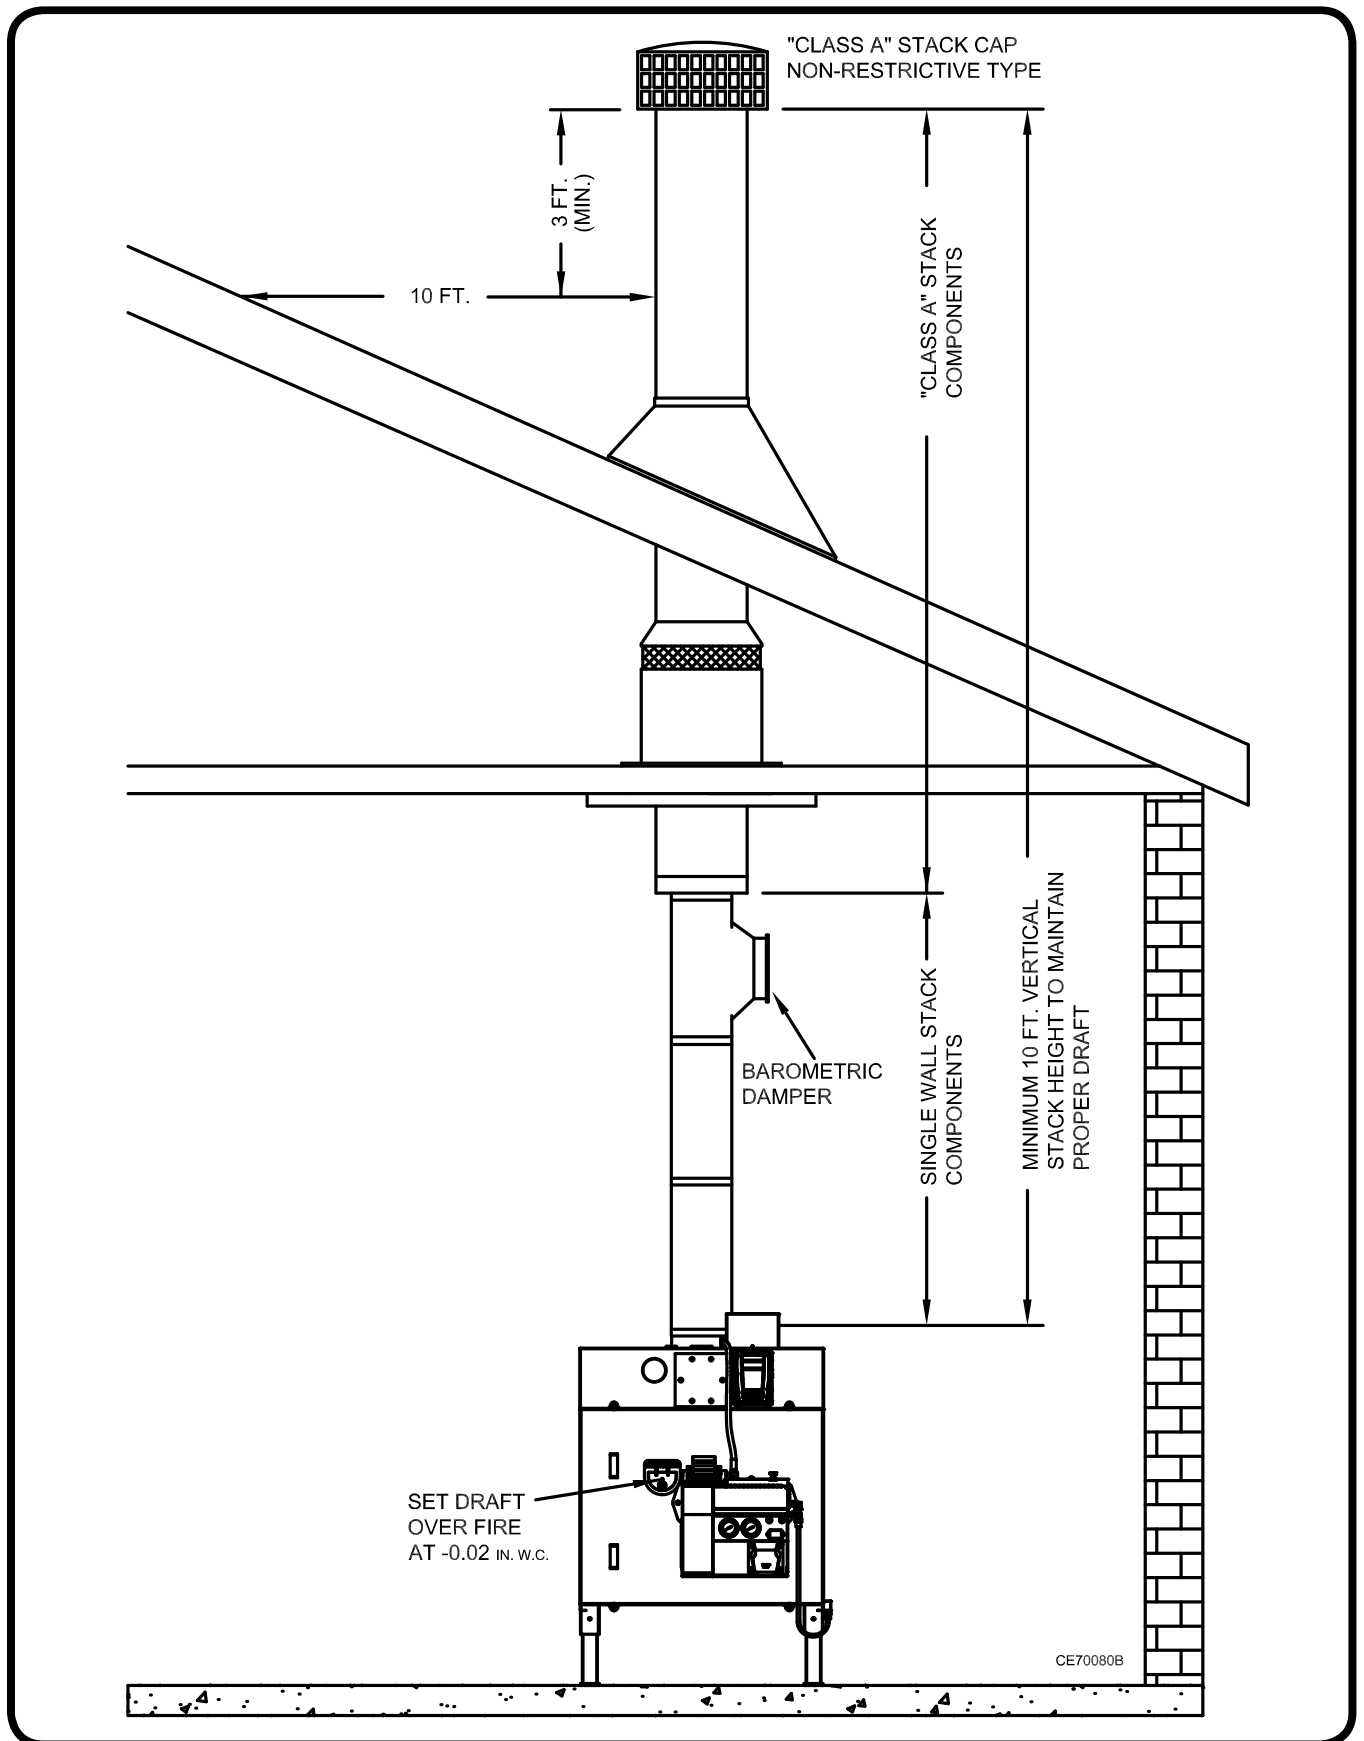 "CLASS A" STACK CAP
NON-RESTRICTIVE TYPE
3 FT.
(MIN.)
10 FT.
"CLASS A" STACK
COMPONENTS
MINIMUM 10 FT. VERTICAL
STACK HEIGHT TO MAINTAIN
PROPER DRAFT
SINGLE WALL STACK
COMPONENTS
BAROMETRIC
DAMPER
SET DRAFT
OVER FIRE
AT -0.02 IN. W.C.
CE70080B